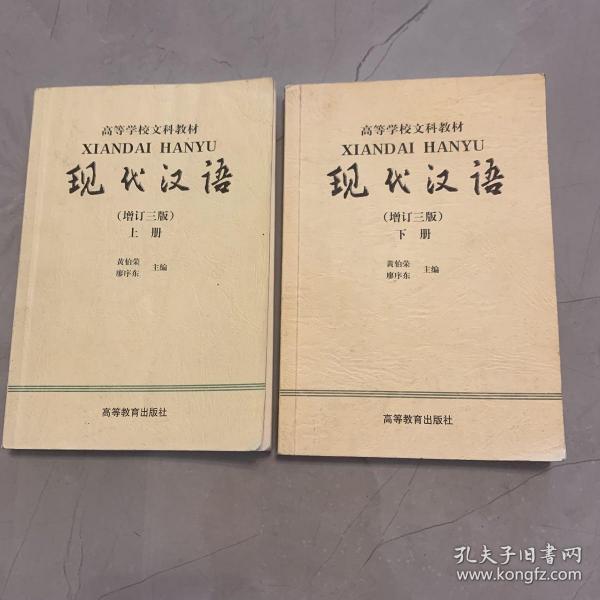 高等学校文科教材
XIANDAI HANYU
现代汉语
(增订三版)
上 册
黄伯荣
廖序东
主编
高等教育出版社
高等学校文科教材
XIANDAI HANYU
现代汉语
(增订三版)
下 册
黄伯荣
廖序东
主编
高等教育出版社
孔夫子旧书网
www.kongfz.com